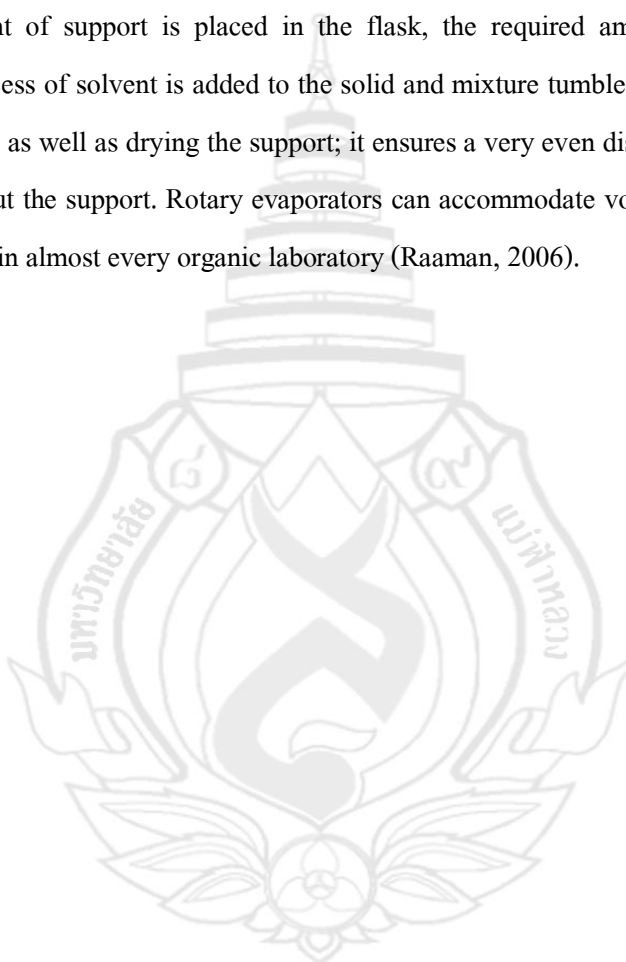 nt of support is placed in the flask, the required am
ess of solvent is added to the solid and mixture tumble
as well as drying the support; it ensures a very even dis
ut the support. Rotary evaporators can accommodate vo
in almost every organic laboratory (Raaman, 2006).
๘ ๙
มหาวิทยาลัย
แม่ฟ้าหลวง